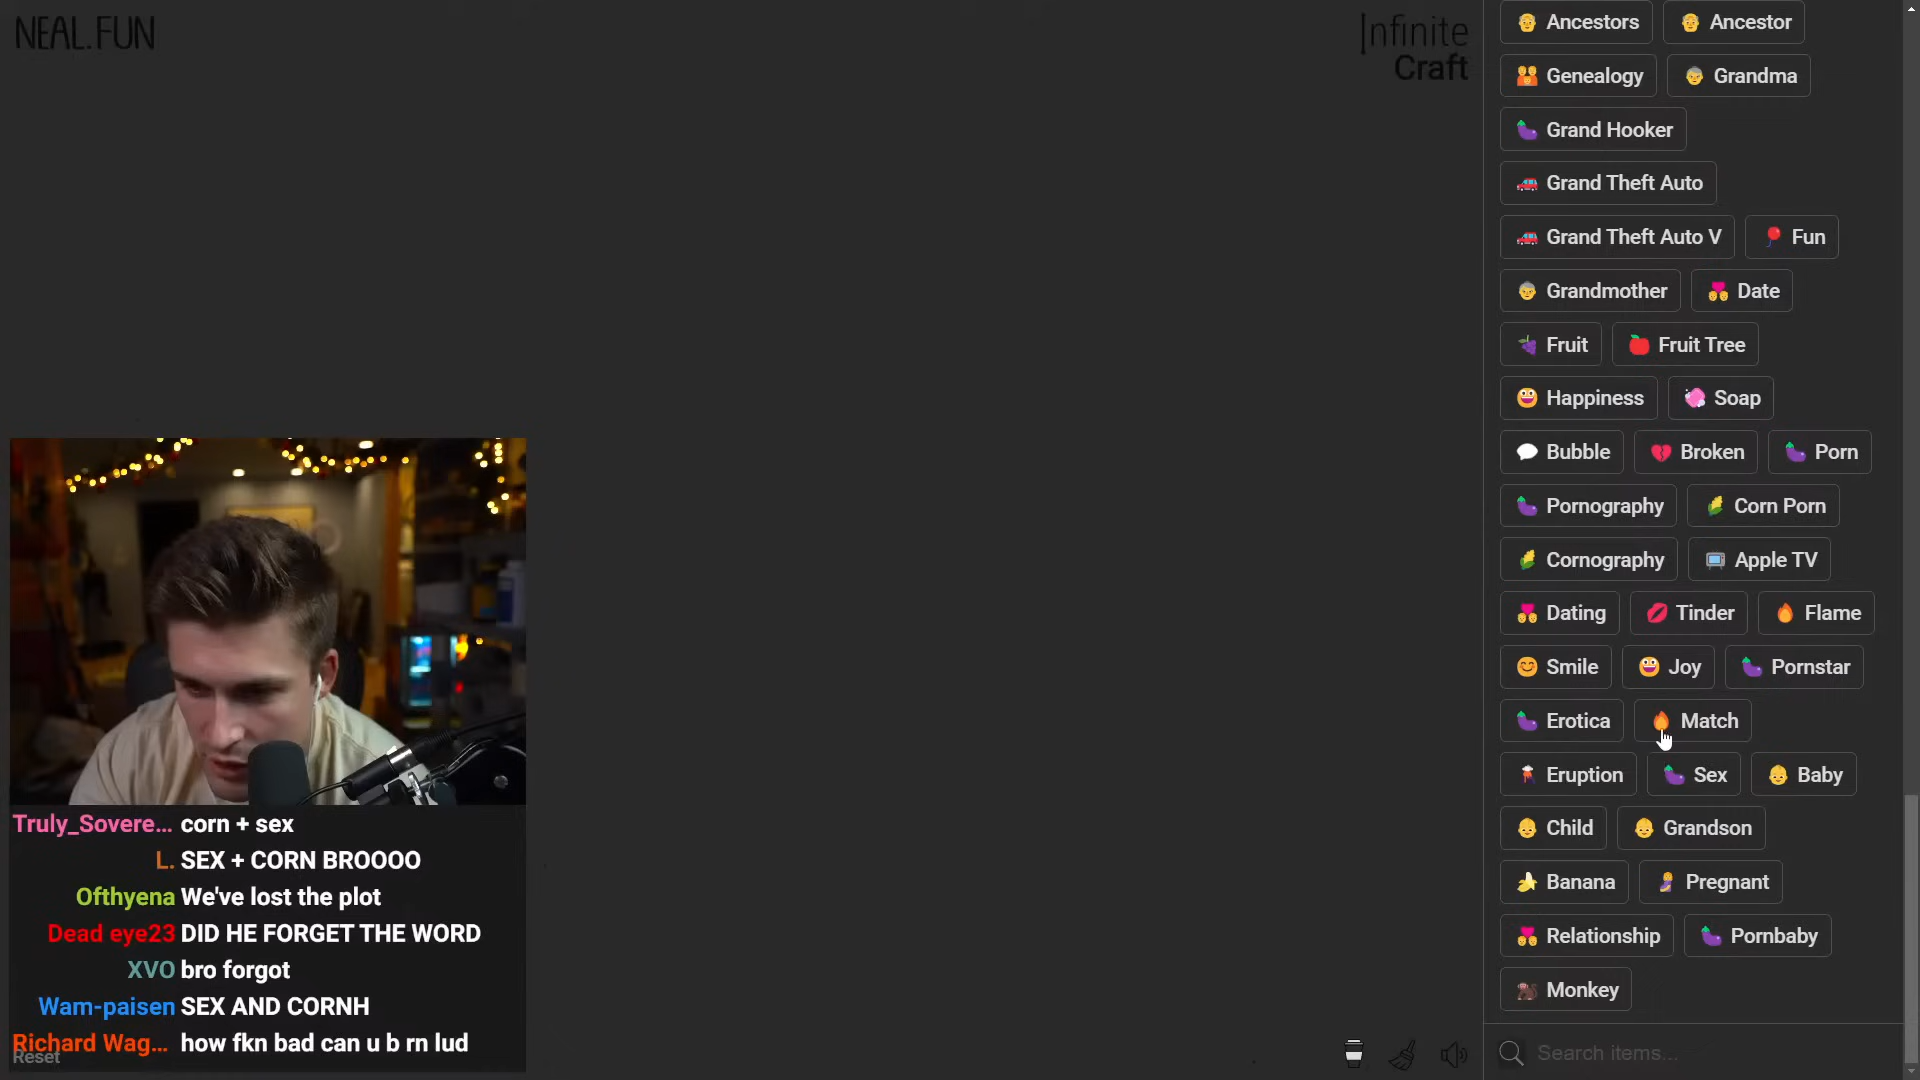 NEAL.FUN
Infinite
Craft
Ancestors Ancestor
Genealogy Grandma
Grand Hooker
Grand Theft Auto
Grand Theft Auto V Fun
Grandmother Date
Fruit Fruit Tree
Happiness Soap
Bubble Broken Porn
Pornography Corn Porn
Cornography Apple TV
Dating Tinder Flame
Smile Joy Pornstar
Erotica Match
Eruption Sex Baby
Child Grandson
Banana Pregnant
Relationship Pornbaby
Monkey
Search items...
Truly_Sovere... corn + sex
L. SEX + CORN BROOOO
Ofthyena We've lost the plot
Dead eye23 DID HE FORGET THE WORD
XVO bro forgot
Wam-paisen SEX AND CORNH
Richard Wag... how fkn bad can u b rn lud
Reset